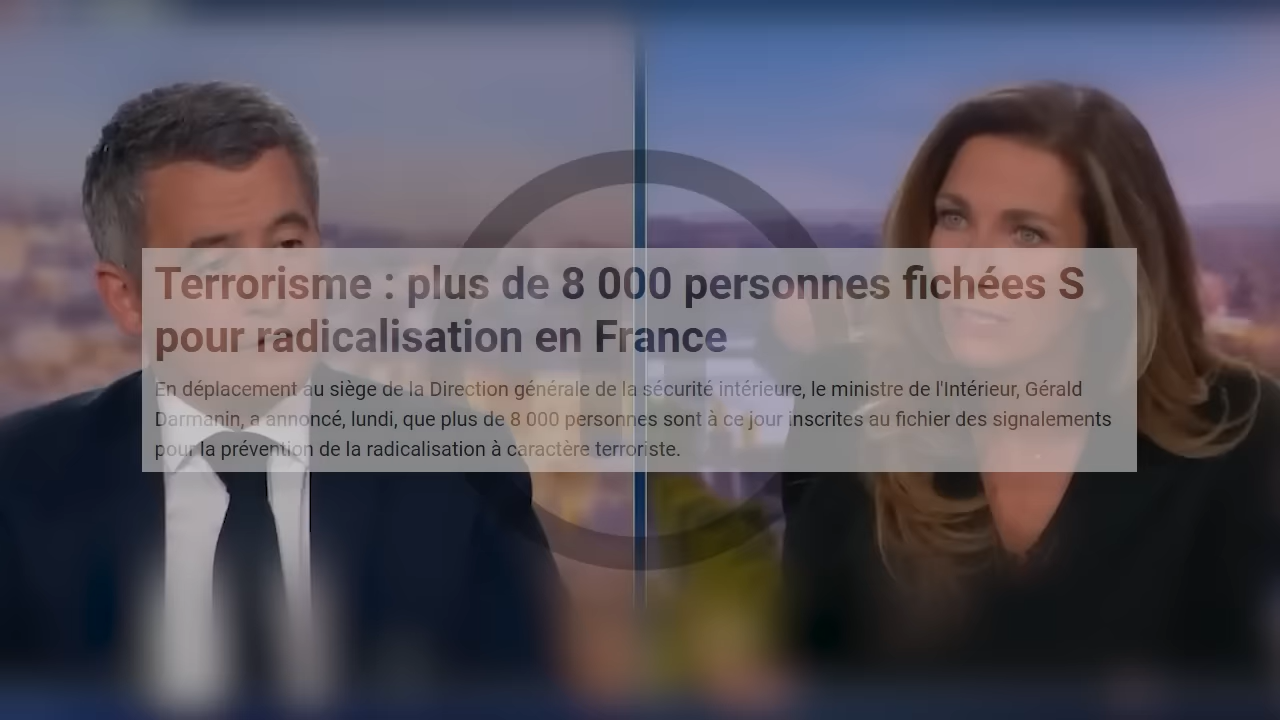 Terrorisme : plus de 8 000 personnes fichées S
pour radicalisation en France
En déplacement au siège de la Direction générale de la sécurité intérieure, le ministre de l'Intérieur, Gérald
Darmanin, a annoncé, lundi, que plus de 8 000 personnes sont à ce jour inscrites au fichier des signalements
pour la prévention de la radicalisation à caractère terroriste.